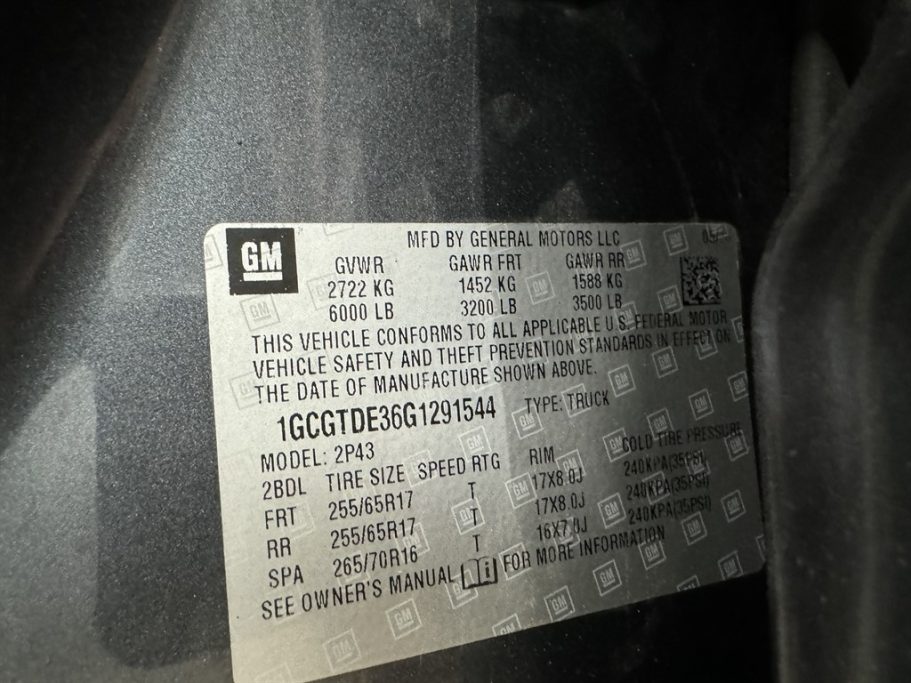 GM
MFD BY GENERAL MOTORS LLC
GVWR GAWR FRT GAWR RR
2722 KG 1452 KG 1588 KG
6000 LB 3200 LB 3500 LB
THIS VEHICLE CONFORMS TO ALL APPLICABLE U.S. FEDERAL MOTOR
VEHICLE SAFETY AND THEFT PREVENTION STANDARDS IN EFFECT ON
THE DATE OF MANUFACTURE SHOWN ABOVE.
1GCGTDE36G1291544 TYPE: TRUCK
MODEL: 2P43
2BDL TIRE SIZE SPEED RTG RIM COLD TIRE PRESSURE
FRT 255/65R17 T 17X8.0J 240KPA(35PSI)
RR 255/65R17 T 17X8.0J 240KPA(35PSI)
SPA 265/70R16 T 16X7.0J 240KPA(35PSI)
SEE OWNER'S MANUAL i FOR MORE INFORMATION